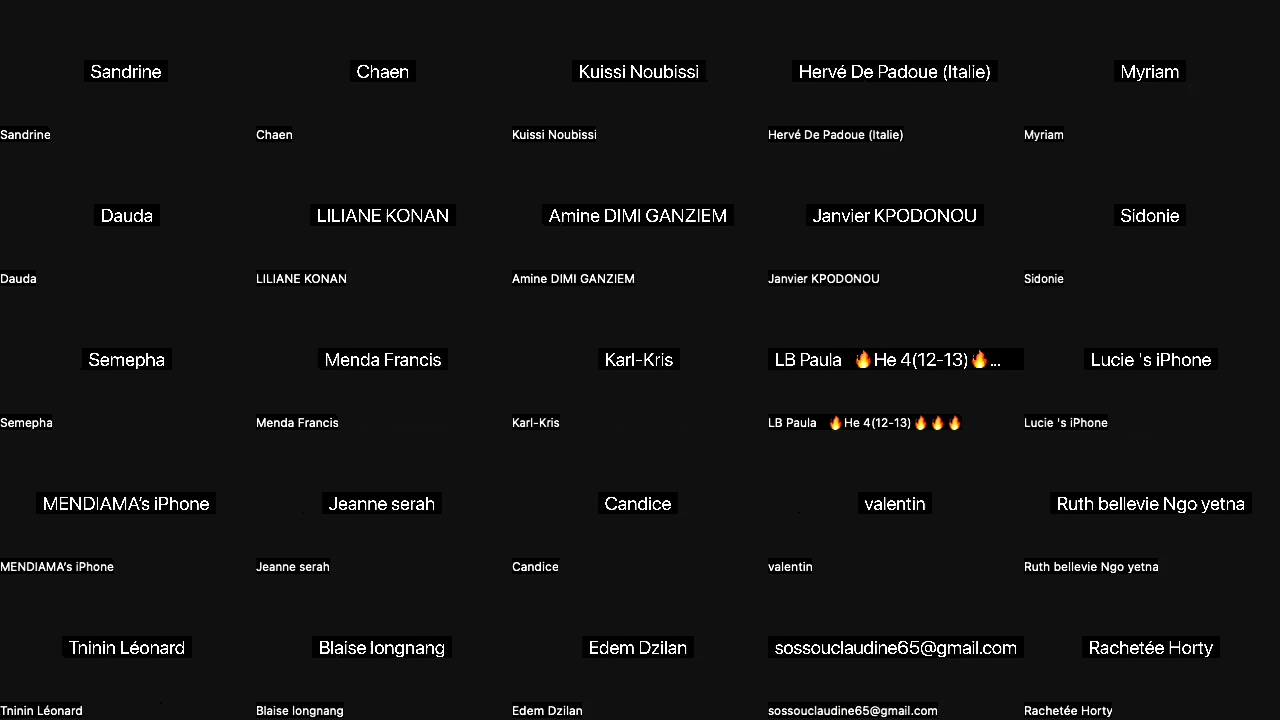 Sandrine
Chaen
Kuissi Noubissi
Hervé De Padoue (Italie)
Myriam
Sandrine
Chaen
Kuissi Noubissi
Hervé De Padoue (Italie)
Myriam
Dauda
LILIANE KONAN
Amine DIMI GANZIEM
Janvier KPODONOU
Sidonie
Dauda
LILIANE KONAN
Amine DIMI GANZIEM
Janvier KPODONOU
Sidonie
Semepha
Menda Francis
Karl-Kris
LB Paula 🔥He 4(12-13)🔥...
Lucie 's iPhone
Semepha
Menda Francis
Karl-Kris
LB Paula 🔥He 4(12-13)🔥🔥🔥
Lucie 's iPhone
MENDIAMA’s iPhone
Jeanne serah
Candice
valentin
Ruth bellevie Ngo yetna
MENDIAMA’s iPhone
Jeanne serah
Candice
valentin
Ruth bellevie Ngo yetna
Tninin Léonard
Blaise longnang
Edem Dzilan
sossouclaudine65@gmail.com
Rachetée Horty
Tninin Léonard
Blaise longnang
Edem Dzilan
sossouclaudine65@gmail.com
Rachetée Horty